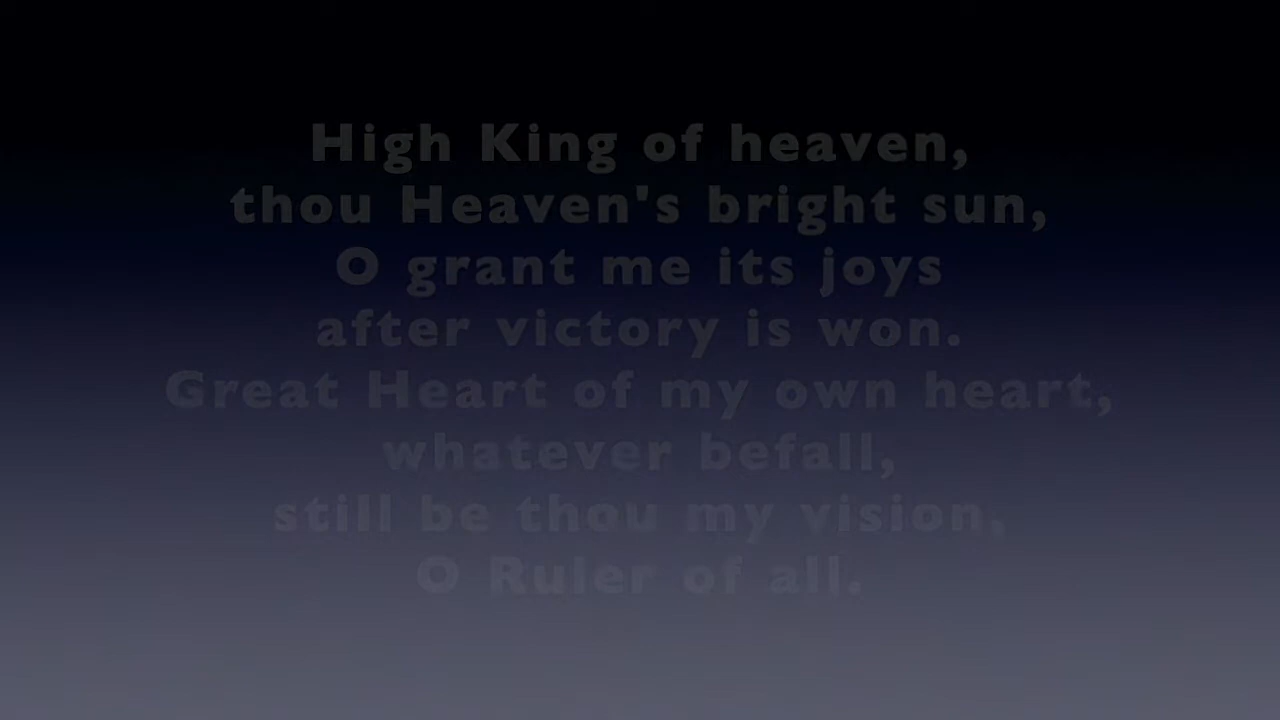 High King of heaven,
thou Heaven's bright sun,
O grant me its joys
after victory is won.
Great Heart of my own heart,
whatever befall,
still be thou my vision,
O Ruler of all.